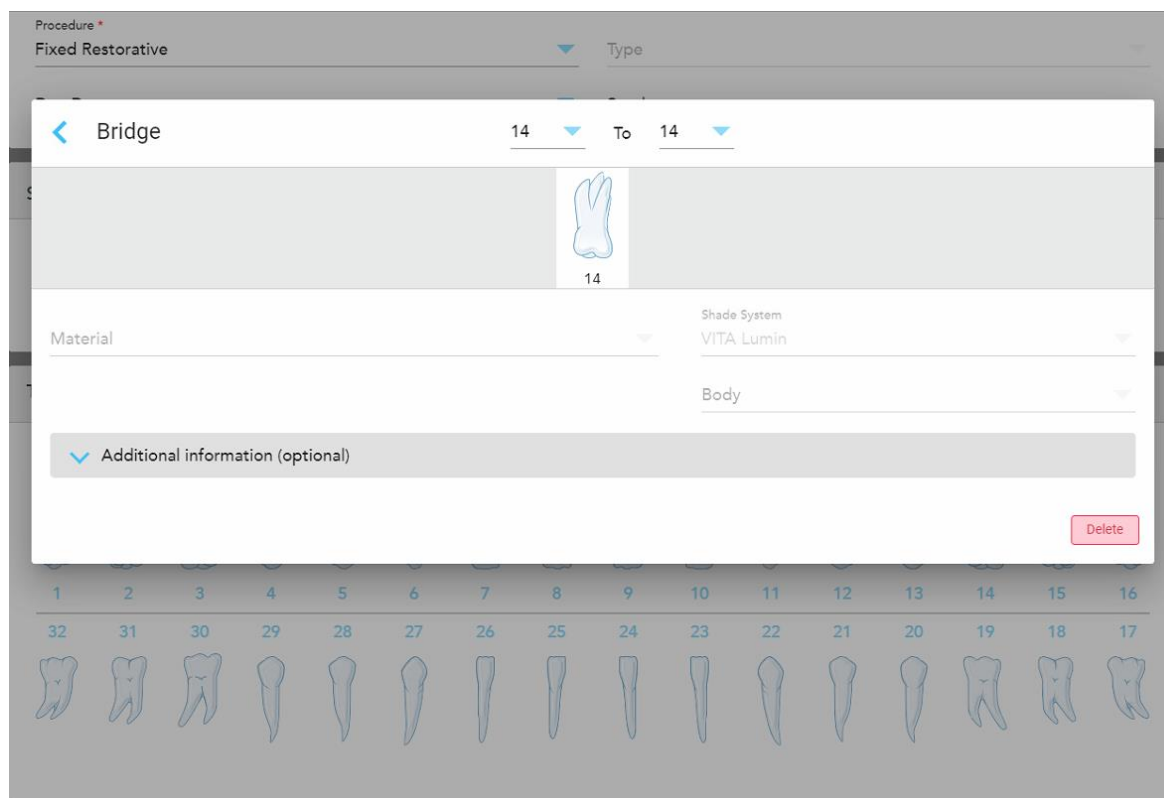 Procedure *
Fixed Restorative
Type
Bridge
14 To 14
14
Material
Shade System
VITA Lumin
Body
Additional information (optional)
Delete
1 2 3 4 5 6 7 8 9 10 11 12 13 14 15 16
32 31 30 29 28 27 26 25 24 23 22 21 20 19 18 17